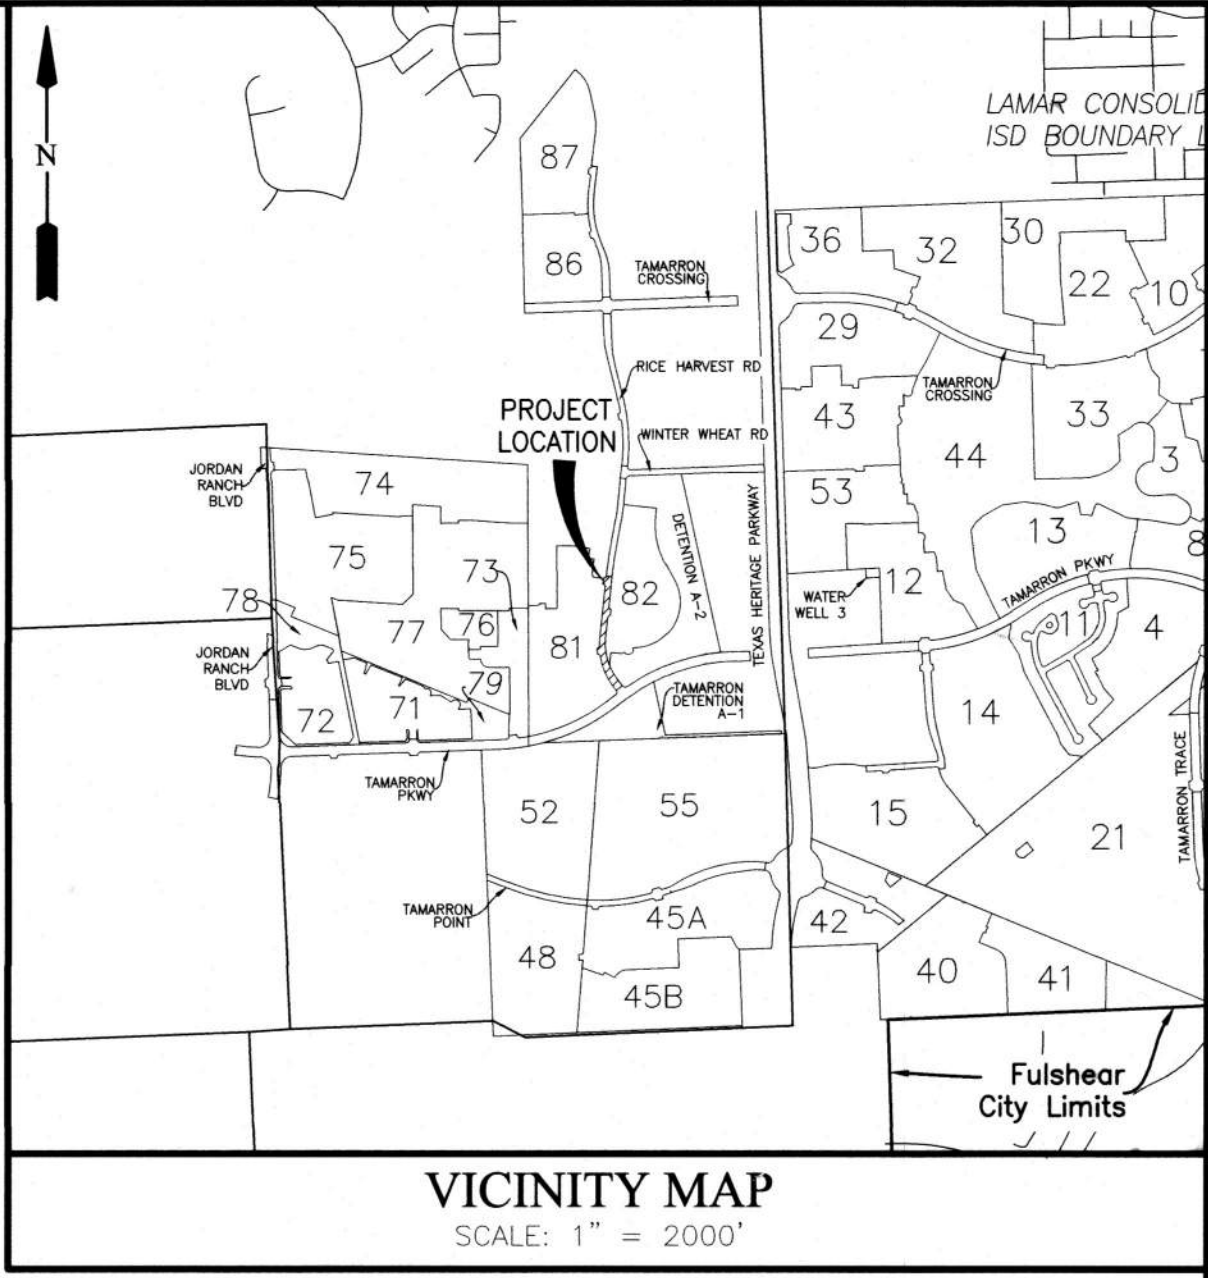 N
LAMAR CONSOLID
ISD BOUNDARY L
87
86
TAMARRON
CROSSING
36
32
30
22
10
29
RICE HARVEST RD
TAMARRON
CROSSING
PROJECT
LOCATION
WINTER WHEAT RD
43
33
44
3
JORDAN
RANCH
BLVD
74
53
TEXAS HERITAGE PARKWAY
DETENTION A-2
13
8
75
73
TAMARRON PKWY
78
76
77
82
WATER
WELL 3
12
11
4
81
JORDAN
RANCH
BLVD
79
72
71
TAMARRON
DETENTION
A-1
14
TAMARRON
PKWY
52
55
15
TAMARRON TRACE
21
TAMARRON
POINT
45A
42
48
45B
40
41
Fulshear
City Limits
VICINITY MAP
SCALE: 1" = 2000'